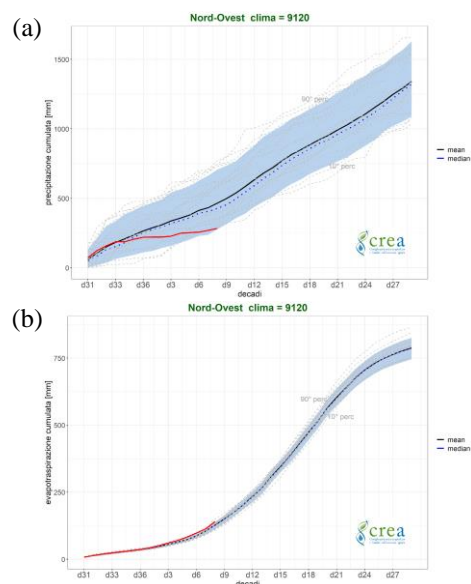 (a)
Nord-Ovest clima = 9120
precipitazione cumulata [mm]
1500
1000
500
0
90° perc
10° perc
d31
d33
d36
d3
d6
d9
d12
d15
d18
d21
d24
d27
decadi
mean
median
crea
(b)
Nord-Ovest clima = 9120
evapotraspirazione cumulata [mm]
750
500
250
0
90° perc
10° perc
d31
d33
d36
d3
d6
d9
d12
d15
d18
d21
d24
d27
decadi
mean
median
crea